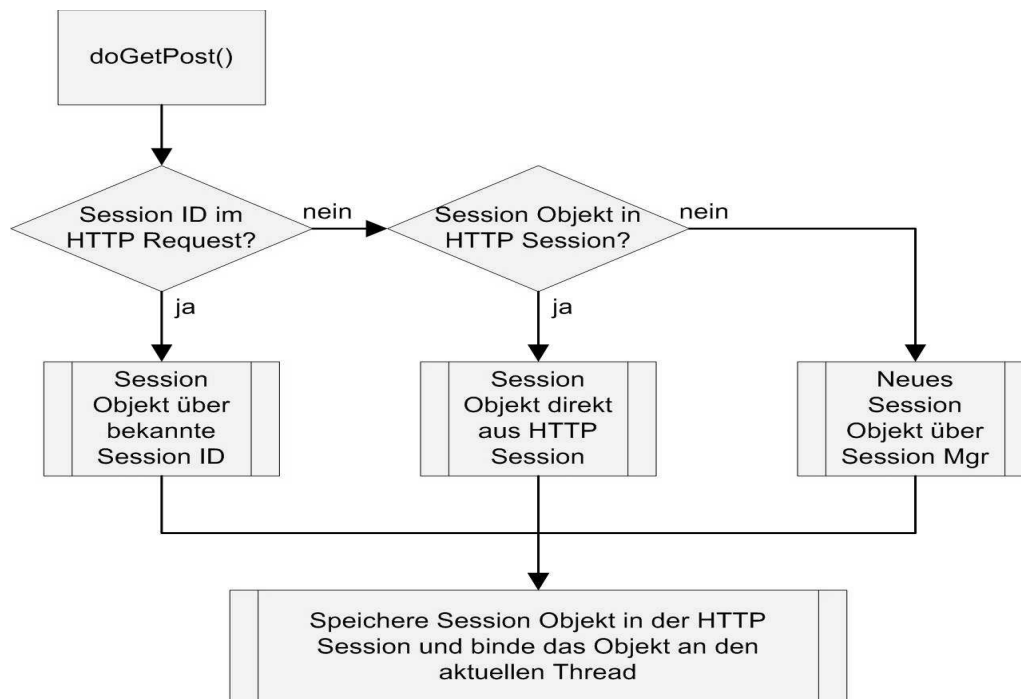 doGetPost()
Session ID im
HTTP Request?
nein
Session Objekt in
HTTP Session?
nein
ja
ja
Session
Objekt über
bekannte
Session ID
Session
Objekt direkt
aus HTTP
Session
Neues
Session
Objekt über
Session Mgr
Speichere Session Objekt in der HTTP
Session und binde das Objekt an den
aktuellen Thread